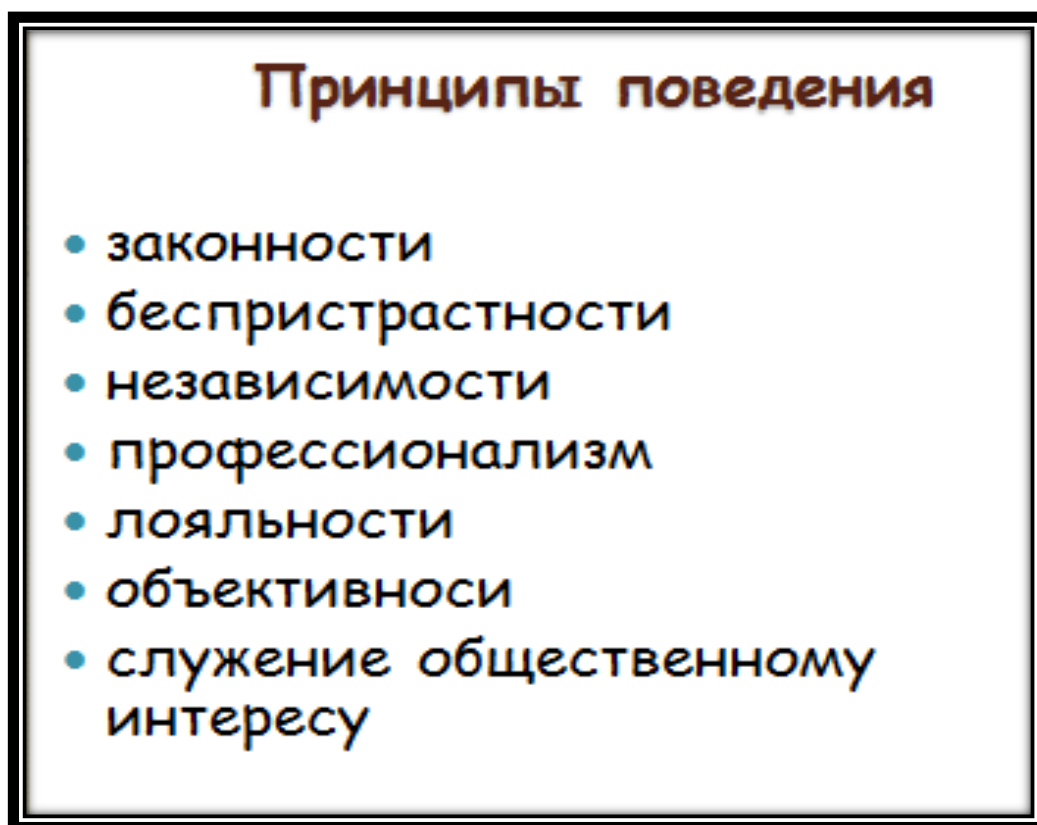 Принципы поведения
• законности
• беспристрастности
• независимости
• профессионализм
• лояльности
• объективноси
• служение общественному
интересу